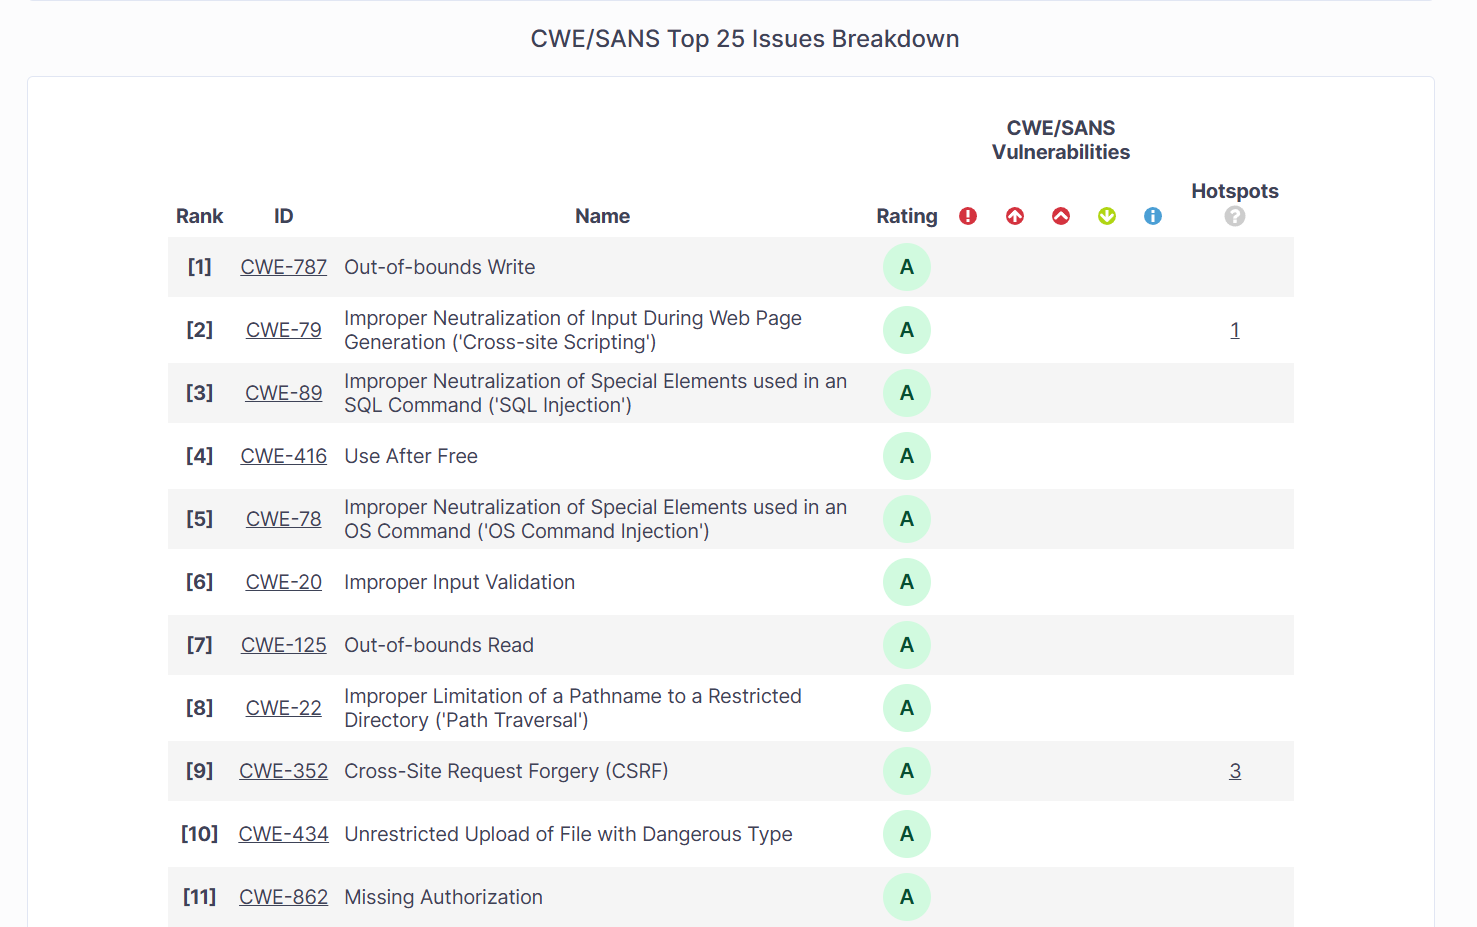 CWE/SANS Top 25 Issues Breakdown
CWE/SANS
Vulnerabilities
Hotspots
Rank ID Name Rating
?
[1] CWE-787 Out-of-bounds Write A
[2] CWE-79 Improper Neutralization of Input During Web Page
Generation ('Cross-site Scripting') A 1
[3] CWE-89 Improper Neutralization of Special Elements used in an
SQL Command ('SQL Injection') A
[4] CWE-416 Use After Free A
[5] CWE-78 Improper Neutralization of Special Elements used in an
OS Command ('OS Command Injection') A
[6] CWE-20 Improper Input Validation A
[7] CWE-125 Out-of-bounds Read A
[8] CWE-22 Improper Limitation of a Pathname to a Restricted
Directory ('Path Traversal') A
[9] CWE-352 Cross-Site Request Forgery (CSRF) A 3
[10] CWE-434 Unrestricted Upload of File with Dangerous Type A
[11] CWE-862 Missing Authorization A